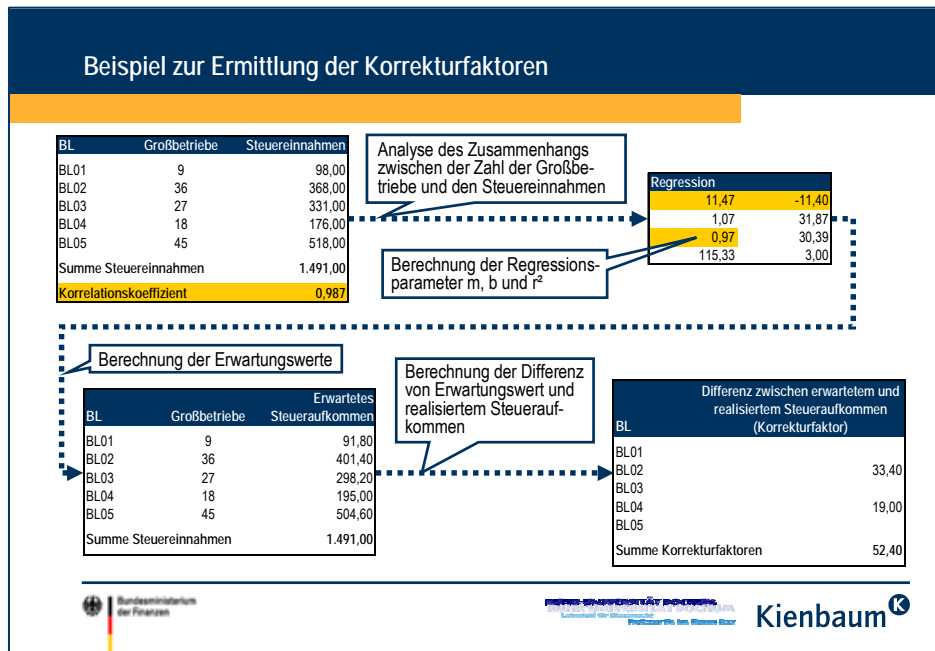 Beispiel zur Ermittlung der Korrekturfaktoren
BL Großbetriebe Steuereinnahmen
BL01 9 98,00
BL02 36 368,00
BL03 27 331,00
BL04 18 176,00
BL05 45 518,00
Summe Steuereinnahmen 1.491,00
Korrelationskoeffizient 0,987
Analyse des Zusammenhangs
zwischen der Zahl der Großbe-
triebe und den Steuereinnahmen
Regression
11,47 -11,40
1,07 31,87
0,97 30,39
115,33 3,00
Berechnung der Regressions-
parameter m, b und r²
Berechnung der Erwartungswerte
Erwartetes
BL Großbetriebe Steueraufkommen
BL01 9 91,80
BL02 36 401,40
BL03 27 298,20
BL04 18 195,00
BL05 45 504,60
Summe Steuereinnahmen 1.491,00
Berechnung der Differenz
von Erwartungswert und
realisiertem Steuerauf-
kommen
Differenz zwischen erwartetem und
realisiertem Steueraufkommen
BL (Korrekturfaktor)
BL01
BL02 33,40
BL03
BL04 19,00
BL05
Summe Korrekturfaktoren 52,40
Bundesministerium
der Finanzen
Kienbaum K